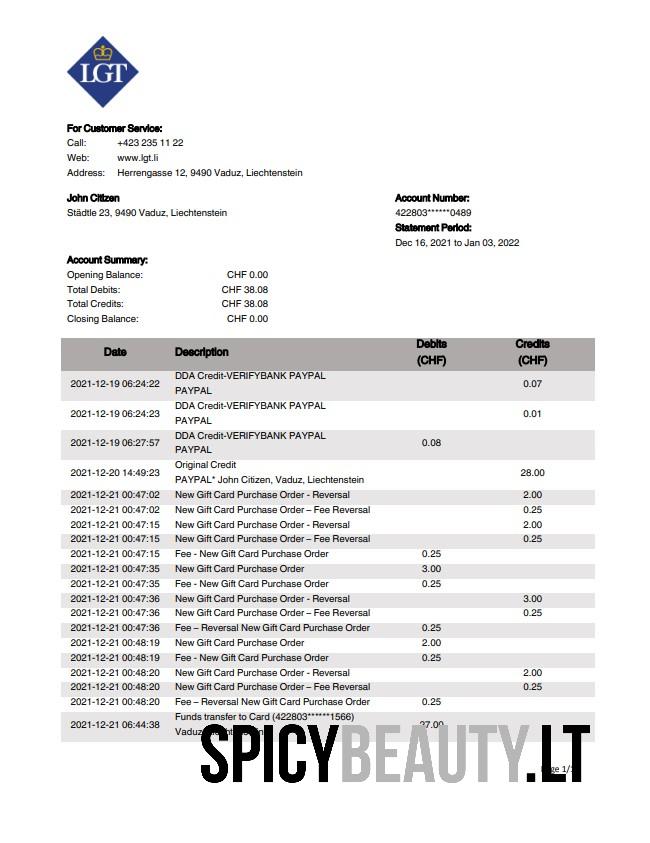 LGT
For Customer Service:
Call: +423 235 11 22
Web: www.lgt.li
Address: Herrengasse 12, 9490 Vaduz, Liechtenstein
John Citizen
Städtle 23, 9490 Vaduz, Liechtenstein
Account Number:
422803******0489
Statement Period:
Dec 16, 2021 to Jan 03, 2022
Account Summary:
Opening Balance: CHF 0.00
Total Debits: CHF 38.08
Total Credits: CHF 38.08
Closing Balance: CHF 0.00
Date Description Debits (CHF) Credits (CHF)
2021-12-19 06:24:22 DDA Credit-VERIFYBANK PAYPAL PAYPAL 0.07
2021-12-19 06:24:23 DDA Credit-VERIFYBANK PAYPAL PAYPAL 0.01
2021-12-19 06:27:57 DDA Credit-VERIFYBANK PAYPAL PAYPAL 0.08
2021-12-20 14:49:23 Original Credit PAYPAL* John Citizen, Vaduz, Liechtenstein 28.00
2021-12-21 00:47:02 New Gift Card Purchase Order - Reversal 2.00
2021-12-21 00:47:02 New Gift Card Purchase Order – Fee Reversal 0.25
2021-12-21 00:47:15 New Gift Card Purchase Order - Reversal 2.00
2021-12-21 00:47:15 New Gift Card Purchase Order – Fee Reversal 0.25
2021-12-21 00:47:15 Fee - New Gift Card Purchase Order 0.25
2021-12-21 00:47:35 New Gift Card Purchase Order 3.00
2021-12-21 00:47:35 Fee - New Gift Card Purchase Order 0.25
2021-12-21 00:47:36 New Gift Card Purchase Order - Reversal 3.00
2021-12-21 00:47:36 New Gift Card Purchase Order – Fee Reversal 0.25
2021-12-21 00:47:36 Fee – Reversal New Gift Card Purchase Order 0.25
2021-12-21 00:48:19 New Gift Card Purchase Order 2.00
2021-12-21 00:48:19 Fee - New Gift Card Purchase Order 0.25
2021-12-21 00:48:20 New Gift Card Purchase Order - Reversal 2.00
2021-12-21 00:48:20 New Gift Card Purchase Order – Fee Reversal 0.25
2021-12-21 00:48:20 Fee – Reversal New Gift Card Purchase Order 0.25
2021-12-21 06:44:38 Funds transfer to Card (422803******1566) 27.00
SPICYBEAUTY.LT